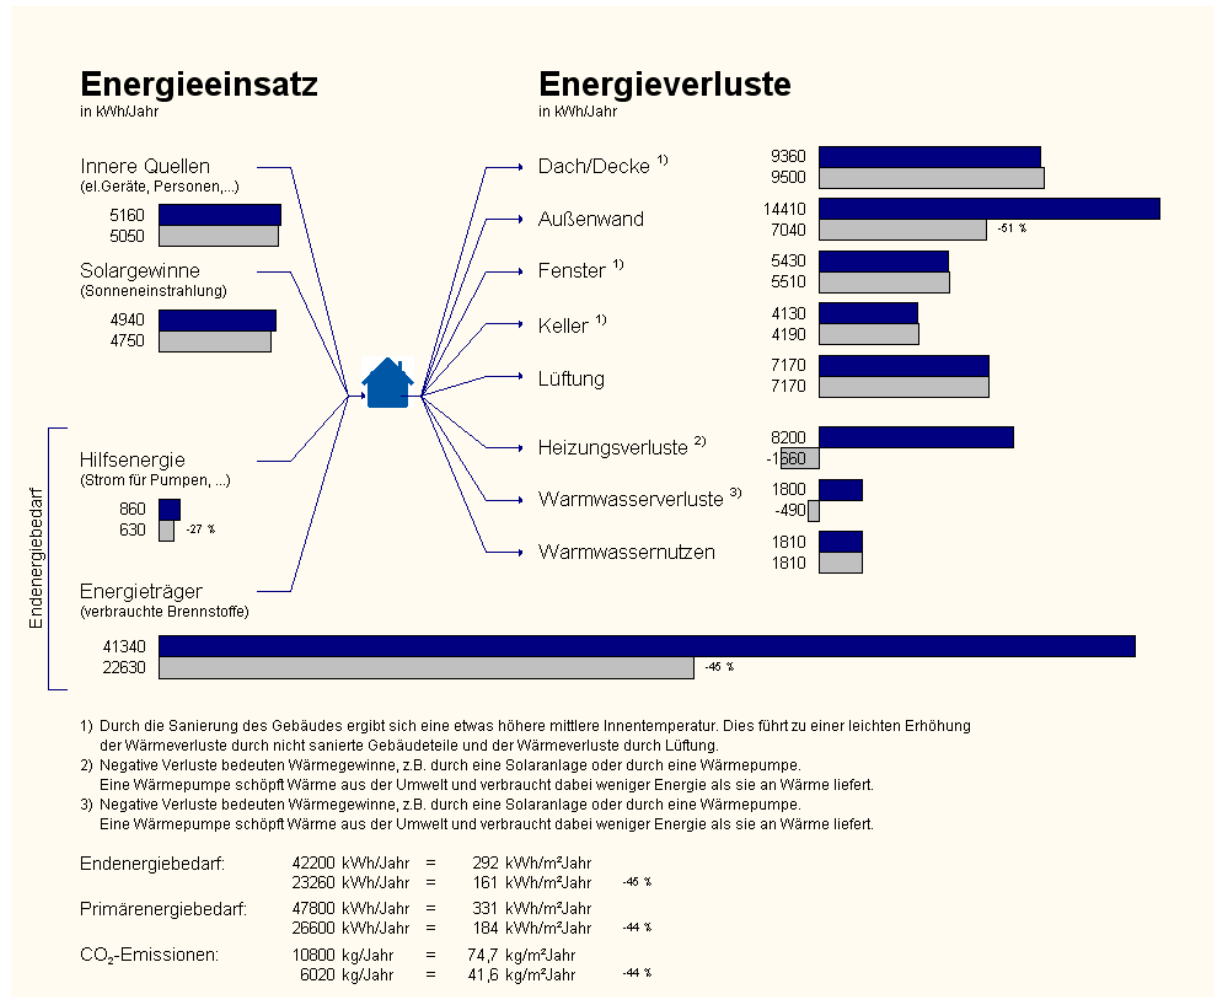 Energieeinsatz
in kWh/Jahr
Innere Quellen
(el.Geräte, Personen,...)
5160
5050
Solargewinne
(Sonneneinstrahlung)
4940
4750
Endenergiebedarf
Hilfsenergie
(Strom für Pumpen, ...)
860
630 -27 %
Energieträger
(verbrauchte Brennstoffe)
41340
22630 -45 %
Energieverluste
in kWh/Jahr
Dach/Decke 1)
9360
9500
Außenwand
14410
7040 -51 %
Fenster 1)
5430
5510
Keller 1)
4130
4190
Lüftung
7170
7170
Heizungsverluste 2)
8200
-1660
Warmwasserverluste 3)
1800
-490
Warmwassernutzen
1810
1810
1) Durch die Sanierung des Gebäudes ergibt sich eine etwas höhere mittlere Innentemperatur. Dies führt zu einer leichten Erhöhung
der Wärmeverluste durch nicht sanierte Gebäudeteile und der Wärmeverluste durch Lüftung.
2) Negative Verluste bedeuten Wärmegewinne, z.B. durch eine Solaranlage oder durch eine Wärmepumpe.
Eine Wärmepumpe schöpft Wärme aus der Umwelt und verbraucht dabei weniger Energie als sie an Wärme liefert.
3) Negative Verluste bedeuten Wärmegewinne, z.B. durch eine Solaranlage oder durch eine Wärmepumpe.
Eine Wärmepumpe schöpft Wärme aus der Umwelt und verbraucht dabei weniger Energie als sie an Wärme liefert.
Endenergiebedarf: 42200 kWh/Jahr = 292 kWh/m²Jahr
23260 kWh/Jahr = 161 kWh/m²Jahr -45 %
Primärenergiebedarf: 47800 kWh/Jahr = 331 kWh/m²Jahr
26600 kWh/Jahr = 184 kWh/m²Jahr -44 %
CO₂-Emissionen: 10800 kg/Jahr = 74,7 kg/m²Jahr
6020 kg/Jahr = 41,6 kg/m²Jahr -44 %